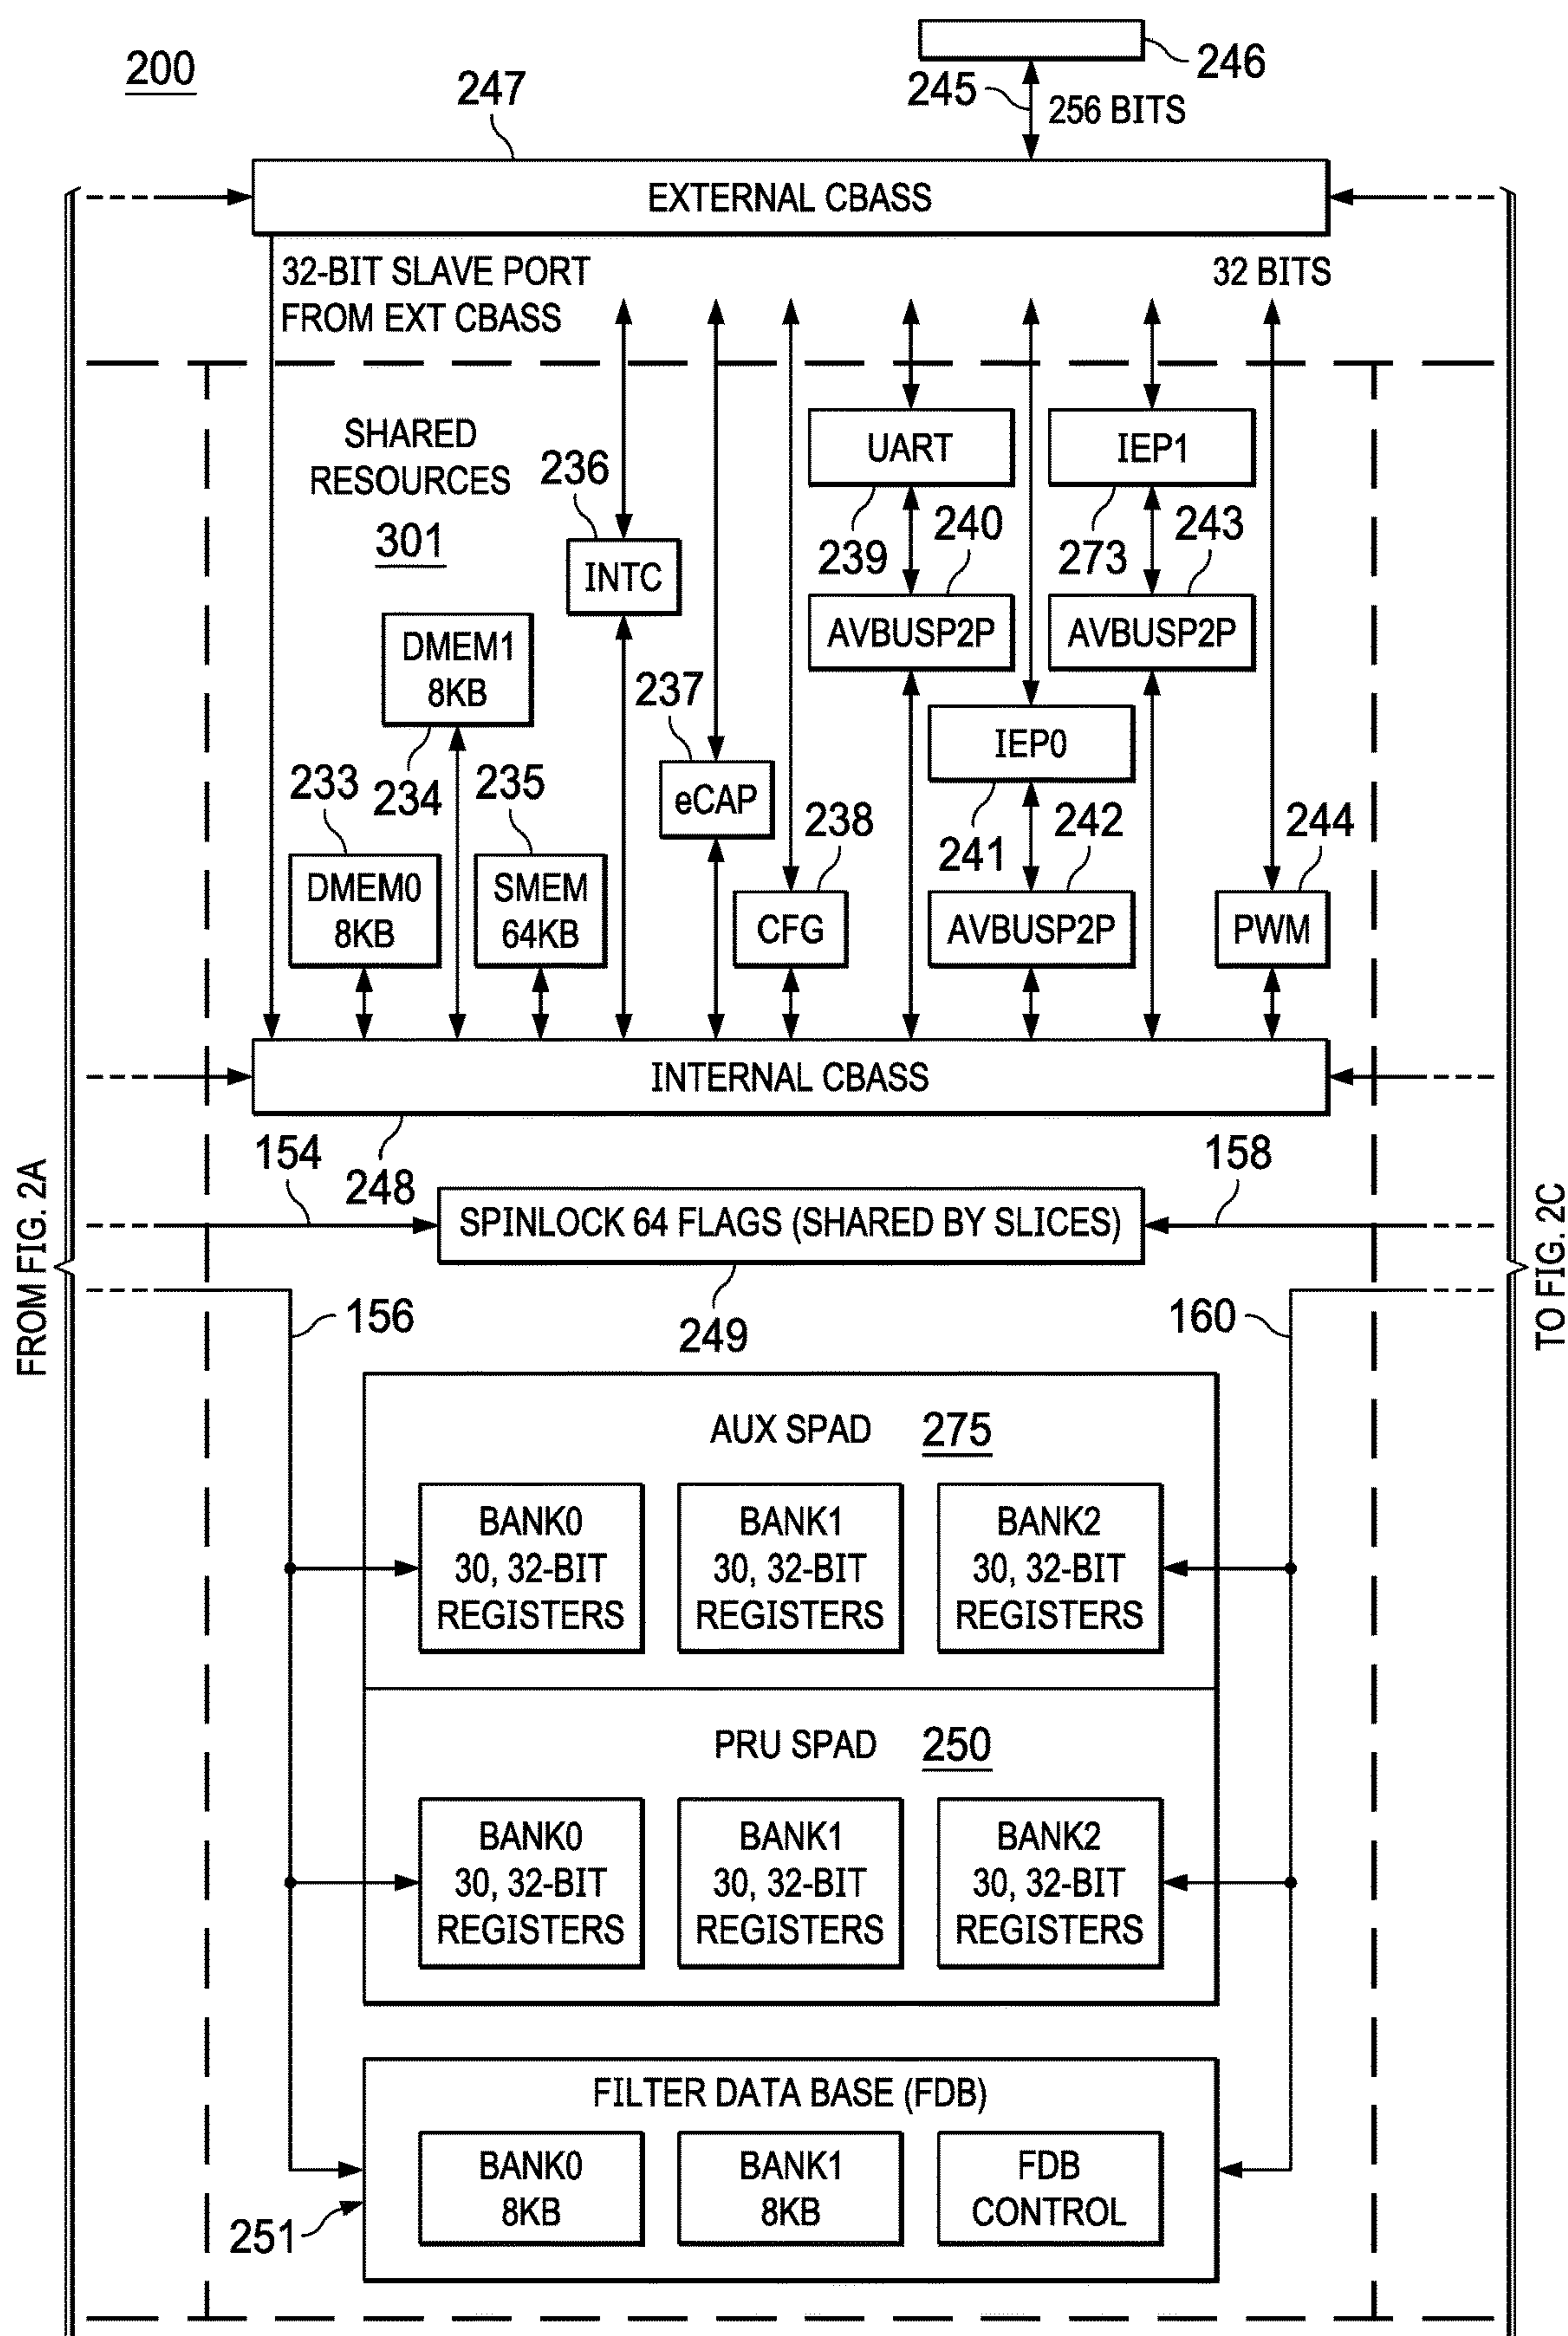 200
246
245
256 BITS
247
EXTERNAL CBASS
32-BIT SLAVE PORT
FROM EXT CBASS
32 BITS
SHARED
RESOURCES
301
236
INTC
UART
239
240
AVBUSP2P
IEP1
273
243
AVBUSP2P
DMEM1
8KB
234
237
eCAP
IEP0
241
242
AVBUSP2P
233
DMEM0
8KB
235
SMEM
64KB
238
CFG
244
PWM
INTERNAL CBASS
248
154
158
SPINLOCK 64 FLAGS (SHARED BY SLICES)
249
FROM FIG. 2A
TO FIG. 2C
156
160
AUX SPAD 275
BANK0
30, 32-BIT
REGISTERS
BANK1
30, 32-BIT
REGISTERS
BANK2
30, 32-BIT
REGISTERS
PRU SPAD 250
BANK0
30, 32-BIT
REGISTERS
BANK1
30, 32-BIT
REGISTERS
BANK2
30, 32-BIT
REGISTERS
FILTER DATA BASE (FDB)
BANK0
8KB
BANK1
8KB
FDB
CONTROL
251